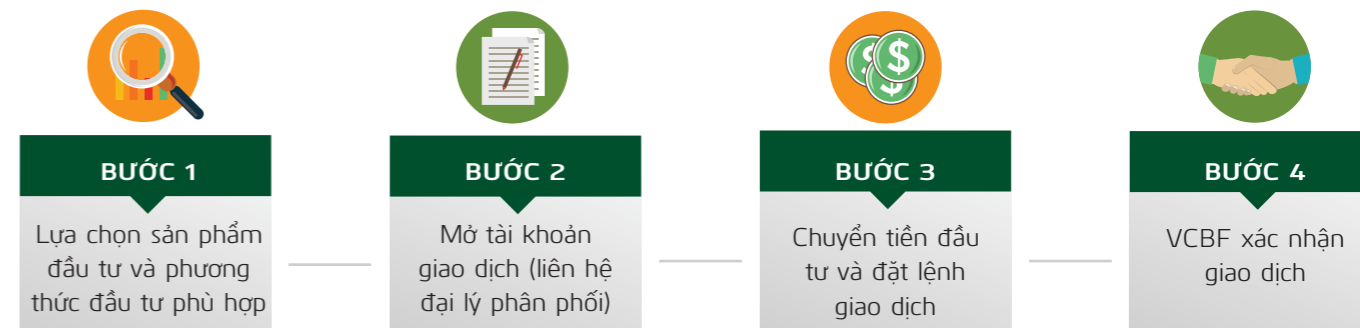 BƯỚC 1
Lựa chọn sản phẩm
đầu tư và phương
thức đầu tư phù hợp
BƯỚC 2
Mở tài khoản
giao dịch (liên hệ
đại lý phân phối)
BƯỚC 3
Chuyển tiền đầu
tư và đặt lệnh
giao dịch
BƯỚC 4
VCBF xác nhận
giao dịch